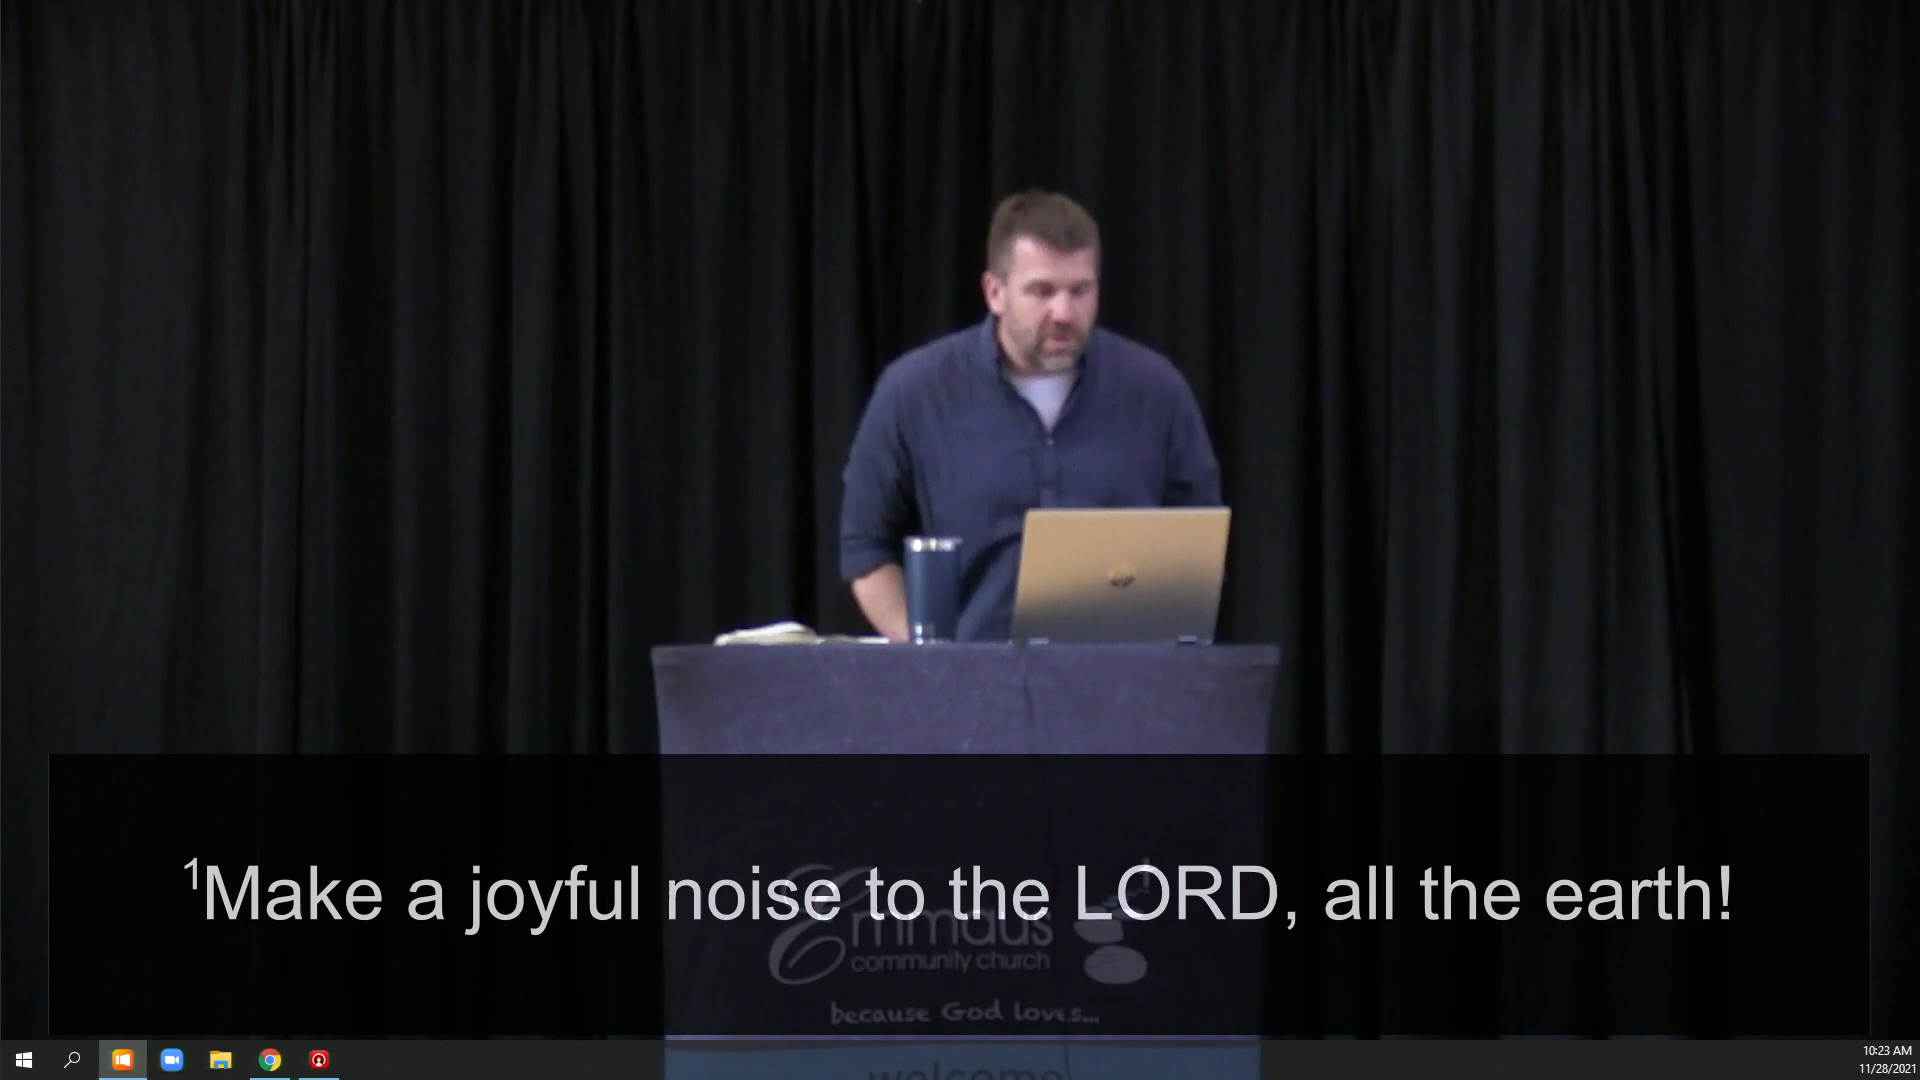 ¹Make a joyful noise to the LORD, all the earth!
Emmaus
community church
because God loves...
welcome
10:23 AM
11/28/2021